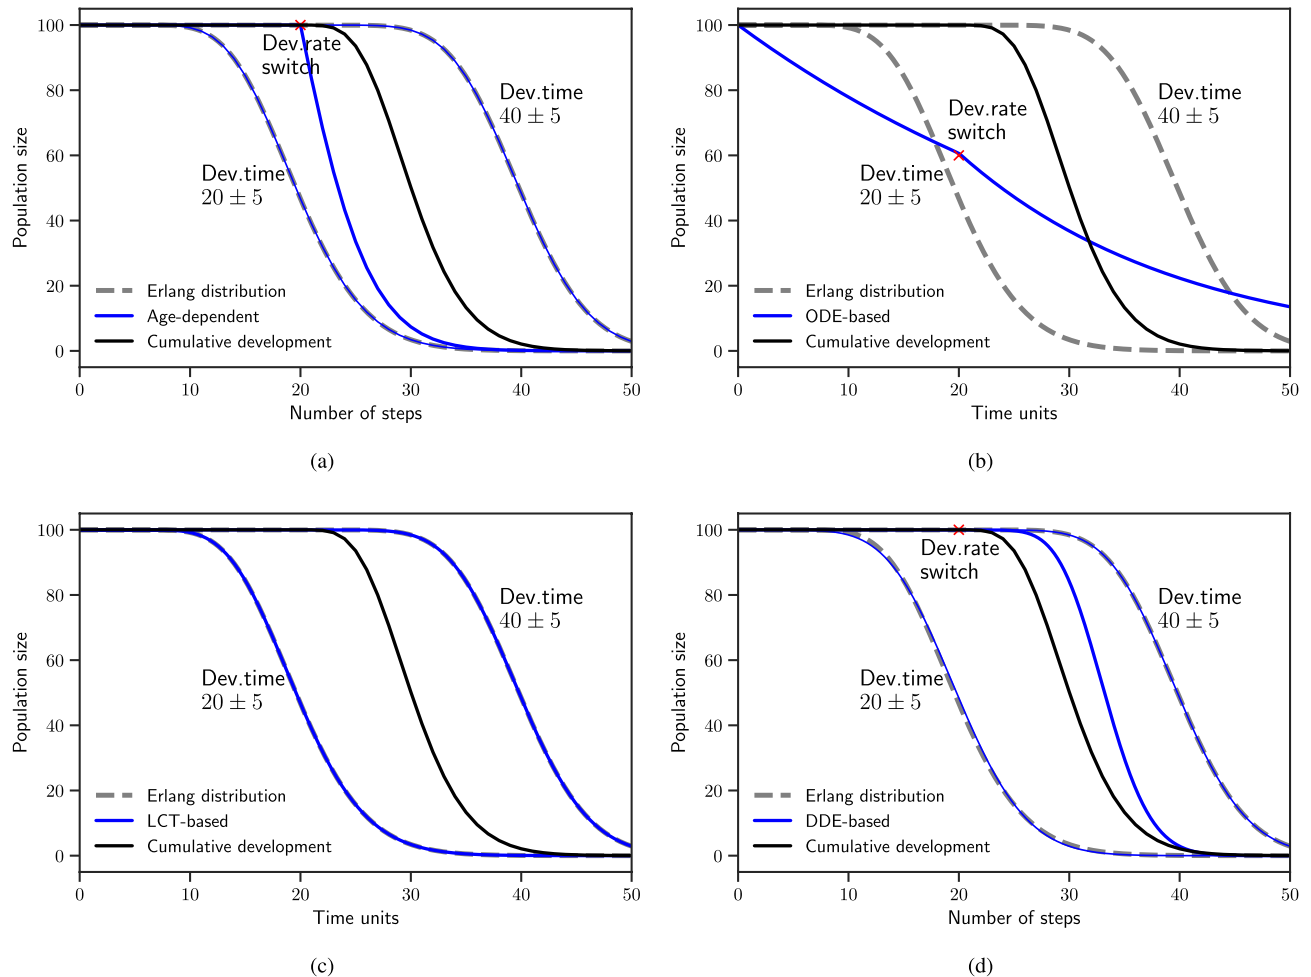 100
80
60
40
20
0
Population size
Dev.rate
switch
Dev.time
40 ± 5
Dev.time
20 ± 5
Erlang distribution
Age-dependent
Cumulative development
0 10 20 30 40 50
Number of steps
(a)
100
80
60
40
20
0
Population size
Dev.time
40 ± 5
Dev.rate
switch
Dev.time
20 ± 5
Erlang distribution
ODE-based
Cumulative development
0 10 20 30 40 50
Time units
(b)
100
80
60
40
20
0
Population size
Dev.time
40 ± 5
Dev.time
20 ± 5
Erlang distribution
LCT-based
Cumulative development
0 10 20 30 40 50
Time units
(c)
100
80
60
40
20
0
Population size
Dev.rate
switch
Dev.time
40 ± 5
Dev.time
20 ± 5
Erlang distribution
DDE-based
Cumulative development
0 10 20 30 40 50
Number of steps
(d)